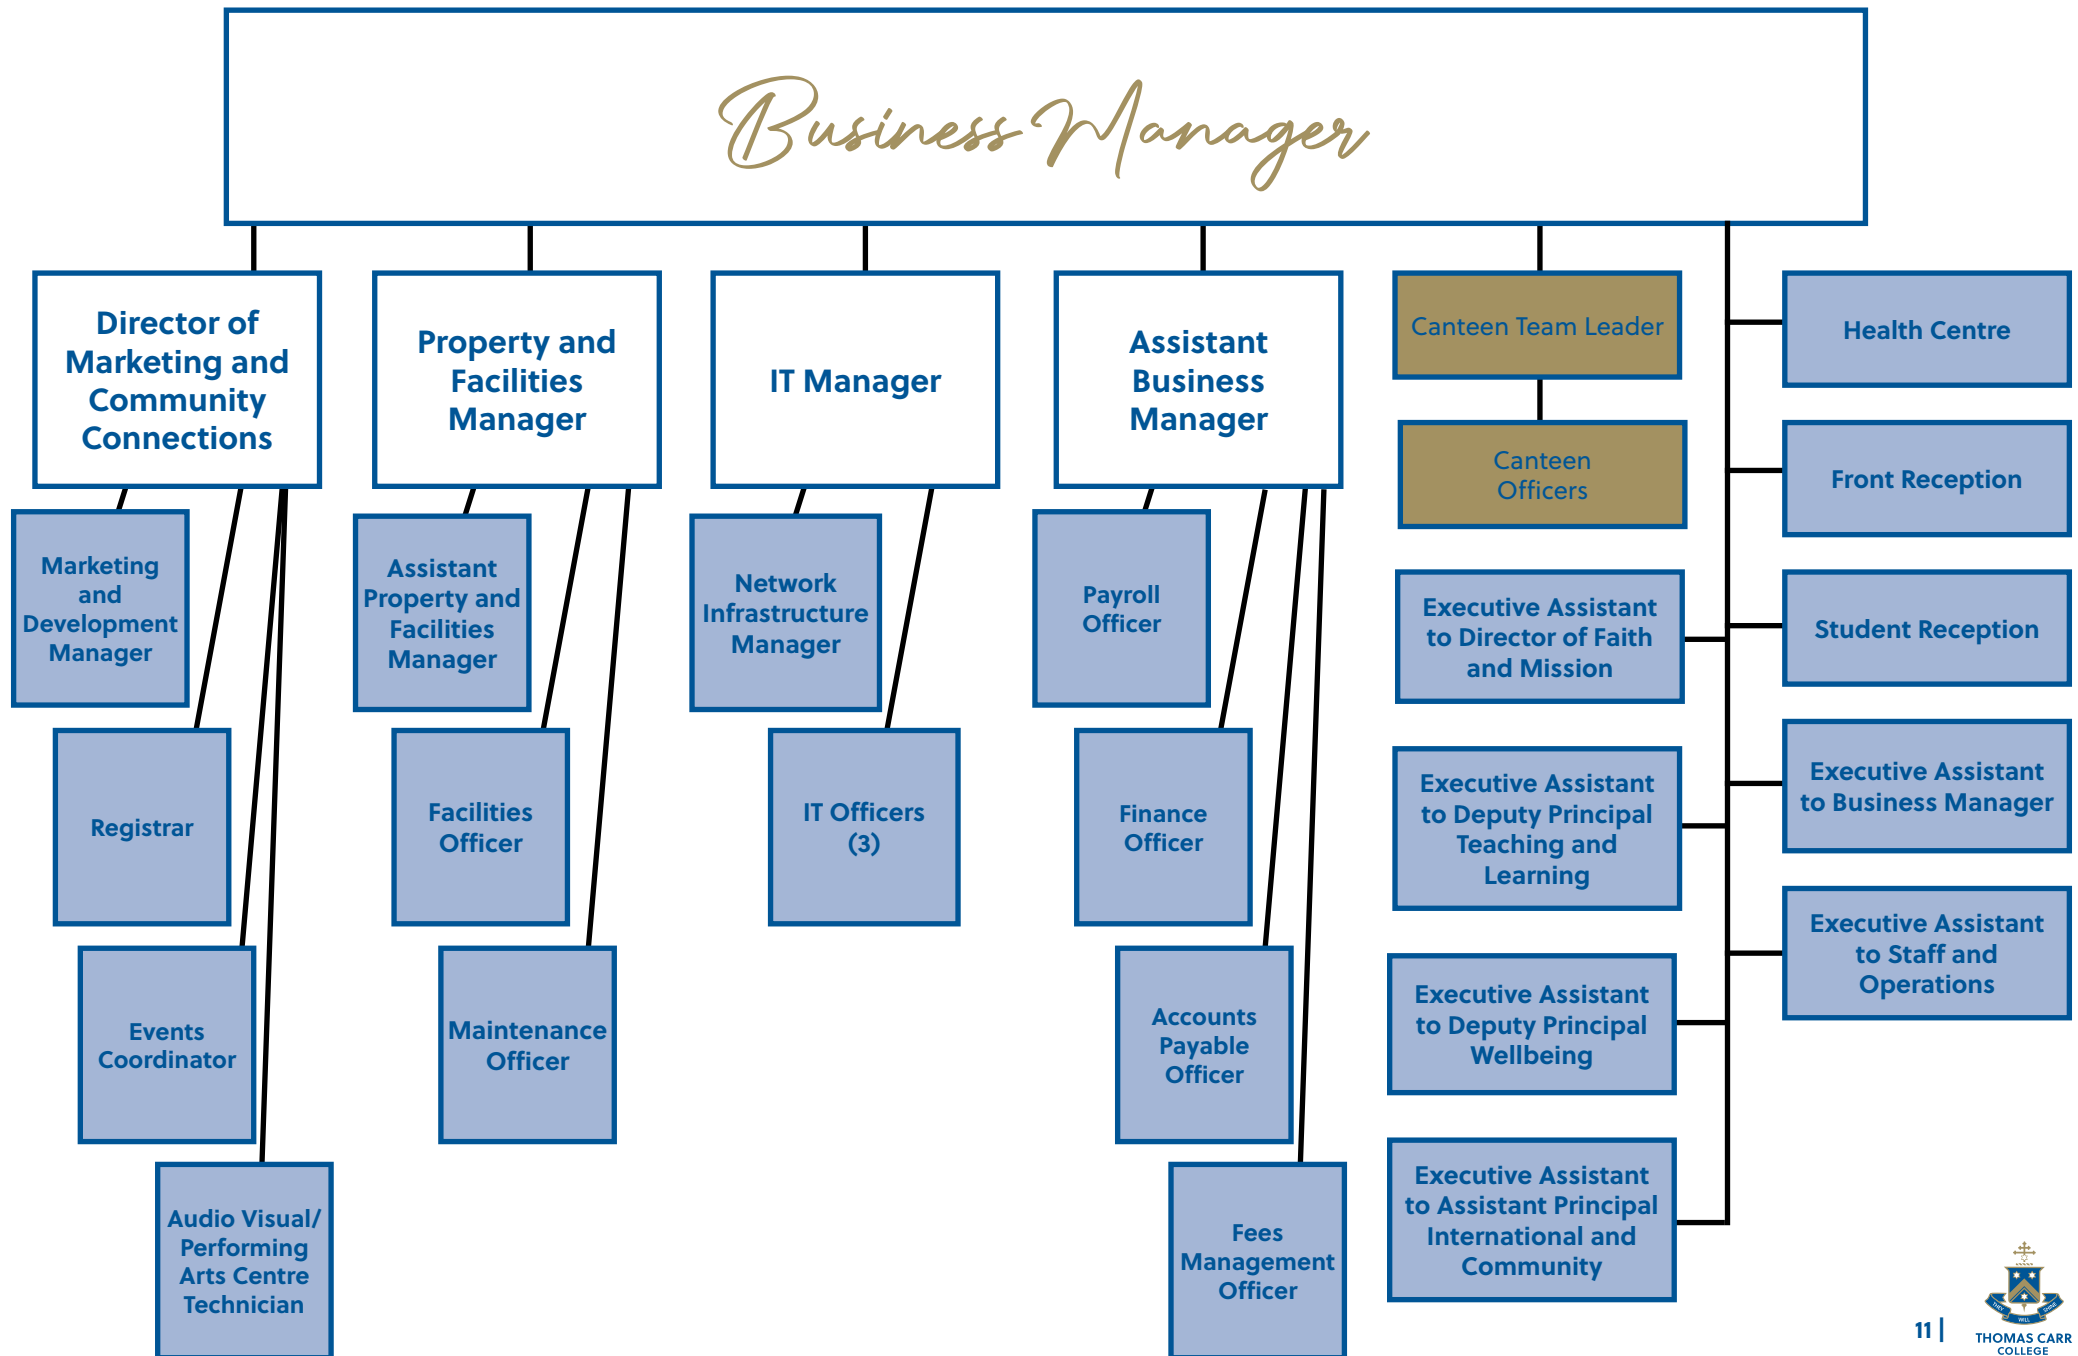 Business Manager
Director of
Marketing and
Community
Connections
Property and
Facilities
Manager
IT Manager
Assistant
Business
Manager
Canteen Team Leader
Health Centre
Canteen
Officers
Front Reception
Marketing
and
Development
Manager
Assistant
Property and
Facilities
Manager
Network
Infrastructure
Manager
Payroll
Officer
Executive Assistant
to Director of Faith
and Mission
Student Reception
Registrar
Facilities
Officer
IT Officers
(3)
Finance
Officer
Executive Assistant
to Deputy Principal
Teaching and
Learning
Executive Assistant
to Business Manager
Events
Coordinator
Maintenance
Officer
Accounts
Payable
Officer
Executive Assistant
to Deputy Principal
Wellbeing
Executive Assistant
to Staff and
Operations
Audio Visual/
Performing
Arts Centre
Technician
Fees
Management
Officer
Executive Assistant
to Assistant Principal
International and
Community
11 |
THEY WILL SHINE
THOMAS CARR
COLLEGE